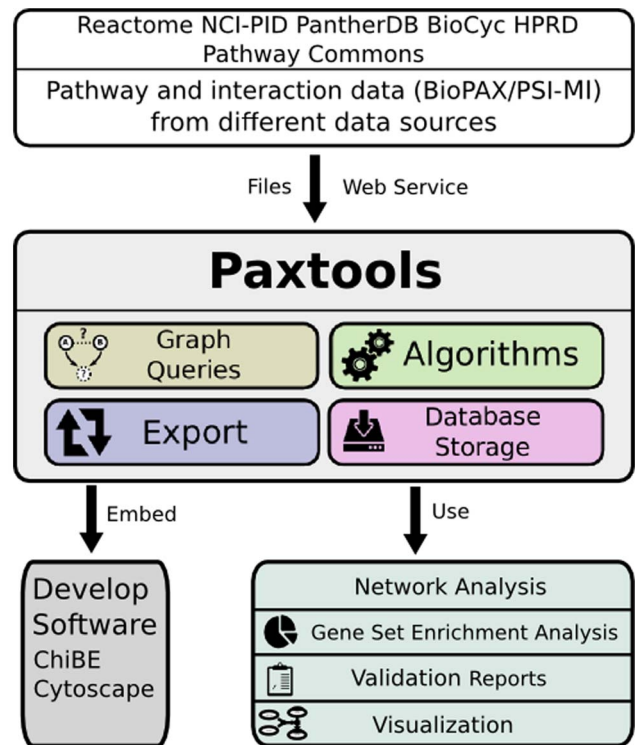 Reactome NCI-PID PantherDB BioCyc HPRD
Pathway Commons
Pathway and interaction data (BioPAX/PSI-MI)
from different data sources
Files
Web Service
Paxtools
A ? B
?
Graph
Queries
Algorithms
Export
Database
Storage
Embed
Use
Develop
Software
ChiBE
Cytoscape
Network Analysis
Gene Set Enrichment Analysis
Validation Reports
Visualization